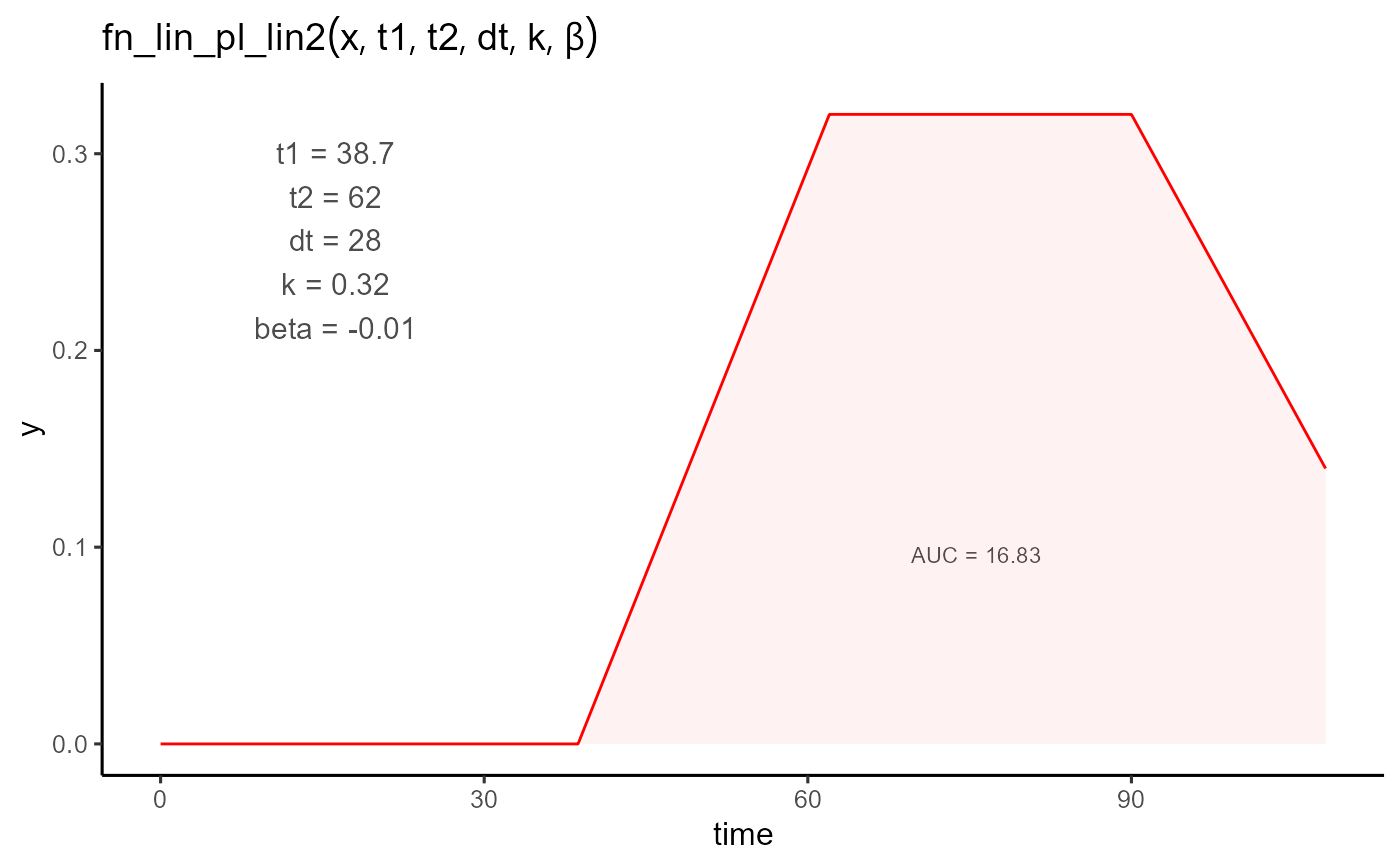 fn_lin_pl_lin2(x, t1, t2, dt, k, β)
t1 = 38.7
t2 = 62
dt = 28
k = 0.32
beta = -0.01
0.3
0.2
0.1
0.0
y
AUC = 16.83
0
30
60
90
time